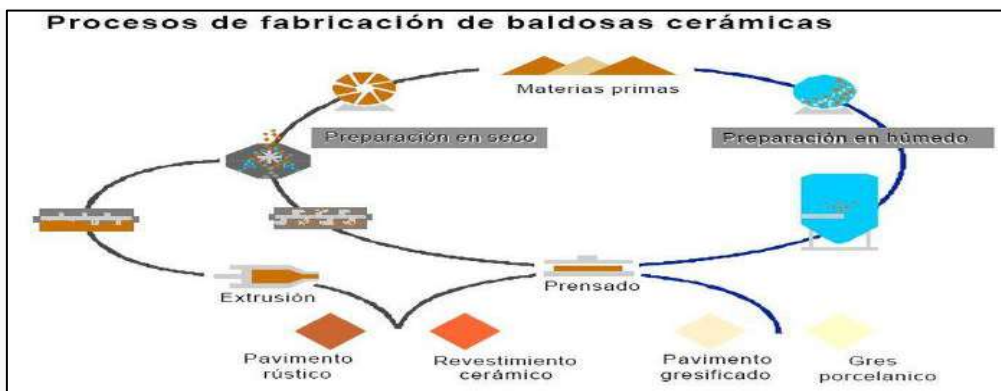 Procesos de fabricación de baldosas cerámicas
Materias primas
Preparación en seco
Preparación en húmedo
Extrusión
Prensado
Pavimento
rústico
Revestimiento
cerámico
Pavimento
gresificado
Gres
porcelanico